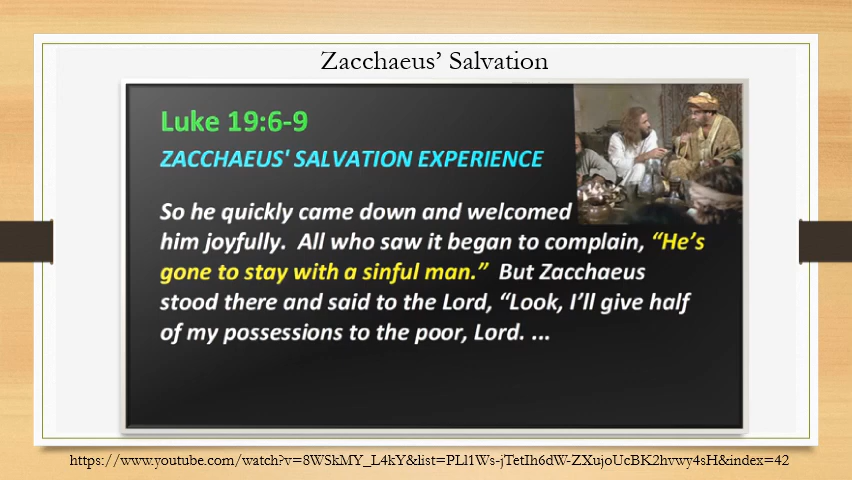 Zacchaeus’ Salvation
Luke 19:6-9
ZACCHAEUS' SALVATION EXPERIENCE
So he quickly came down and welcomed
him joyfully.  All who saw it began to complain, “He’s
gone to stay with a sinful man.”  But Zacchaeus
stood there and said to the Lord, “Look, I’ll give half
of my possessions to the poor, Lord. ...
https://www.youtube.com/watch?v=8WSkMY_L4kY&list=PLl1Ws-jTetIh6dW-ZXujoUcBK2hvwy4sH&index=42